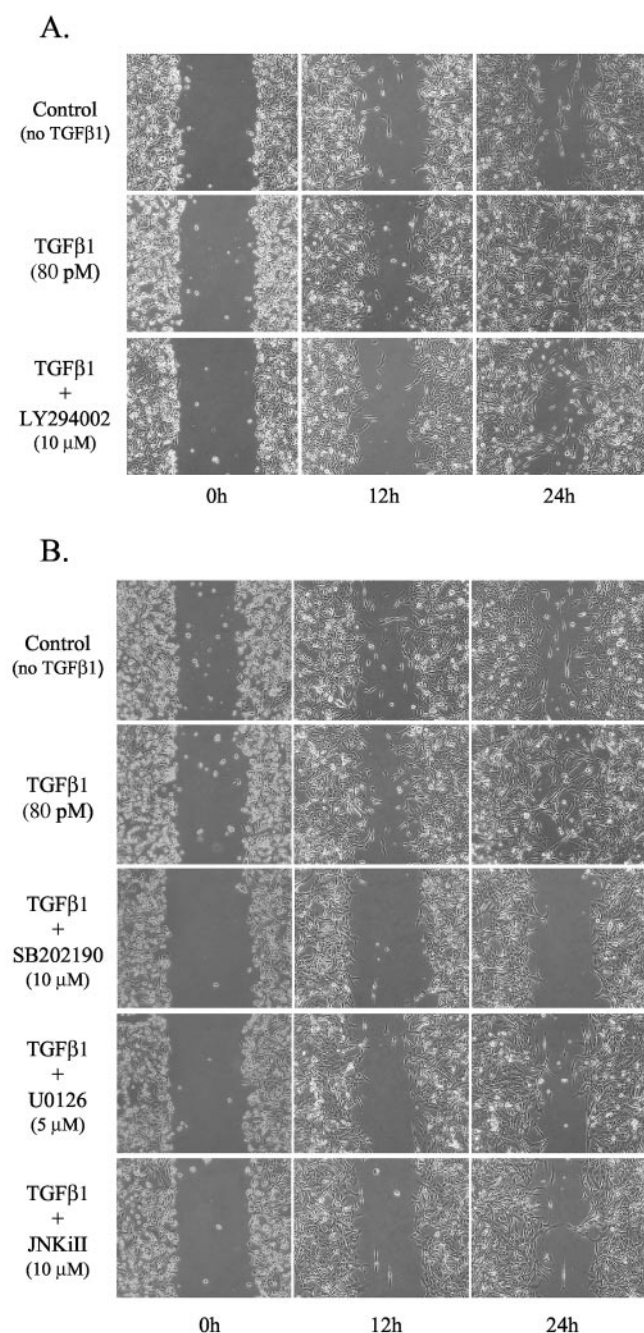 A.
Control
(no TGFβ1)
TGFβ1
(80 pM)
TGFβ1
+
LY294002
(10 μM)
0h 12h 24h
B.
Control
(no TGFβ1)
TGFβ1
(80 pM)
TGFβ1
+
SB202190
(10 μM)
TGFβ1
+
U0126
(5 μM)
TGFβ1
+
JNKiII
(10 μM)
0h 12h 24h